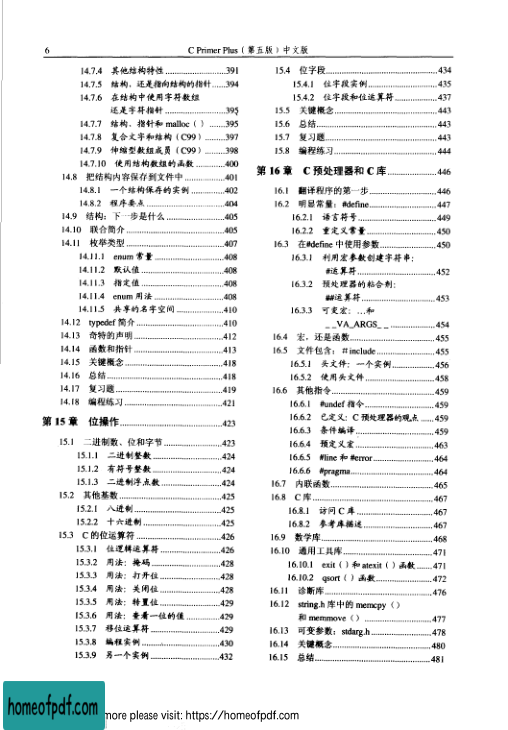 6
C Primer Plus（第五版）中文版
14.7.4 其他结构特性 391
14.7.5 结构，还是指向结构的指针 394
14.7.6 在结构中使用字符数组
还是字符指针 395
14.7.7 结构、指针和 malloc（ ） 395
14.7.8 复合文字和结构（C99） 397
14.7.9 伸缩型数组成员（C99） 398
14.7.10 使用结构数组的函数 400
14.8 把结构内容保存到文件中 401
14.8.1 一个结构保存的实例 402
14.8.2 程序要点 404
14.9 结构：下一步是什么 405
14.10 联合简介 405
14.11 枚举类型 407
14.11.1 enum 常量 408
14.11.2 默认值 408
14.11.3 指定值 408
14.11.4 enum 用法 408
14.11.5 共享的名字空间 410
14.12 typedef 简介 410
14.13 奇特的声明 412
14.14 函数和指针 413
14.15 关键概念 418
14.16 总结 418
14.17 复习题 419
14.18 编程练习 421
第 15 章 位操作 423
15.1 二进制数、位和字节 423
15.1.1 二进制整数 424
15.1.2 有符号整数 424
15.1.3 二进制浮点数 424
15.2 其他基数 425
15.2.1 八进制 425
15.2.2 十六进制 425
15.3 C 的位运算符 426
15.3.1 位逻辑运算符 426
15.3.2 用法：掩码 428
15.3.3 用法：打开位 428
15.3.4 用法：关闭位 428
15.3.5 用法：转置位 429
15.3.6 用法：查看一位的值 429
15.3.7 移位运算符 429
15.3.8 编程实例 430
15.3.9 另一个实例 432
15.4 位字段 434
15.4.1 位字段实例 435
15.4.2 位字段和位运算符 437
15.5 关键概念 443
15.6 总结 443
15.7 复习题 443
15.8 编程练习 444
第 16 章 C 预处理器和 C 库 446
16.1 翻译程序的第一步 446
16.2 明显常量：#define 447
16.2.1 语言符号 449
16.2.2 重定义常量 450
16.3 在#define 中使用参数 450
16.3.1 利用宏参数创建字符串：
#运算符 452
16.3.2 预处理器的粘合剂：
##运算符 453
16.3.3 可变宏：...和
_ _VA_ARGS_ _ 454
16.4 宏，还是函数 455
16.5 文件包含：＃include 455
16.5.1 头文件：一个实例 456
16.5.2 使用头文件 458
16.6 其他指令 459
16.6.1 #undef 指令 459
16.6.2 已定义：C 预处理器的观点 459
16.6.3 条件编译 459
16.6.4 预定义宏 463
16.6.5 #line 和 #error 464
16.6.6 #pragma 464
16.7 内联函数 465
16.8 C 库 467
16.8.1 访问 C 库 467
16.8.2 参考库描述 467
16.9 数学库 468
16.10 通用工具库 471
16.10.1 exit（ ）和 atexit（ ）函数 471
16.10.2 qsort（ ）函数 472
16.11 诊断库 476
16.12 string.h 库中的 memcpy（ ）
和 memmove（ ） 477
16.13 可变参数：stdarg.h 478
16.14 关键概念 480
16.15 总结 481
homeofpdf.com
more please visit: https://homeofpdf.com